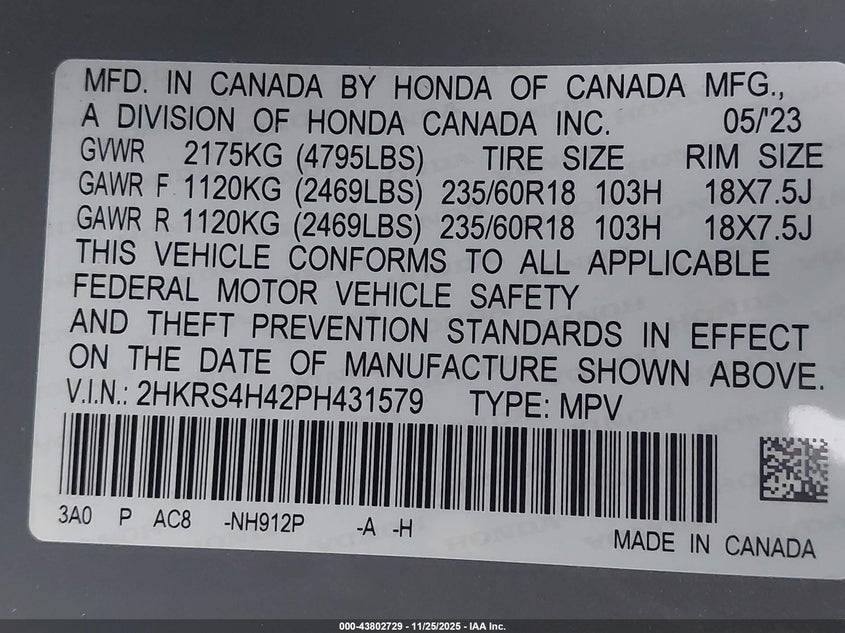 MFD. IN CANADA BY HONDA OF CANADA MFG.,
A DIVISION OF HONDA CANADA INC. 05/'23
GVWR 2175KG (4795LBS) TIRE SIZE RIM SIZE
GAWR F 1120KG (2469LBS) 235/60R18 103H 18X7.5J
GAWR R 1120KG (2469LBS) 235/60R18 103H 18X7.5J
THIS VEHICLE CONFORMS TO ALL APPLICABLE
FEDERAL MOTOR VEHICLE SAFETY
AND THEFT PREVENTION STANDARDS IN EFFECT
ON THE DATE OF MANUFACTURE SHOWN ABOVE.
V.I.N.: 2HKRS4H42PH431579 TYPE: MPV
3A0 P AC8 -NH912P -A -H
MADE IN CANADA
000-43802729 - 11/25/2025 - IAA Inc.